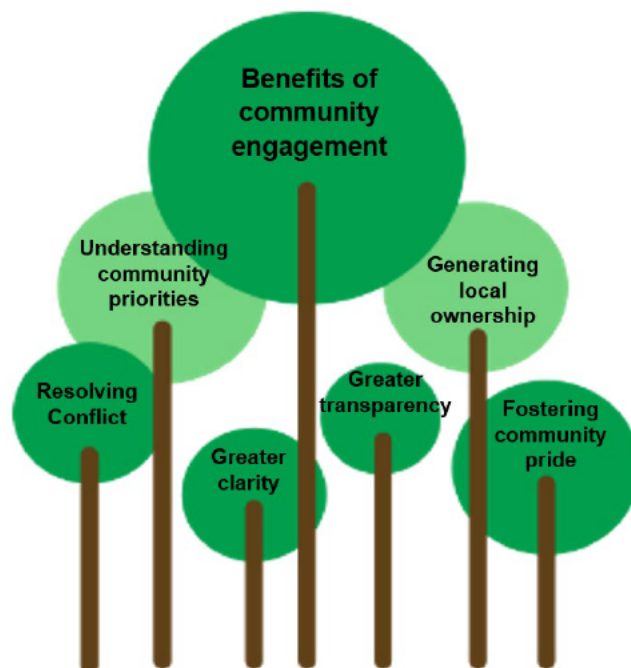 Benefits of
community
engagement
Understanding
community
priorities
Generating
local
ownership
Resolving
Conflict
Greater
transparency
Fostering
community
pride
Greater
clarity